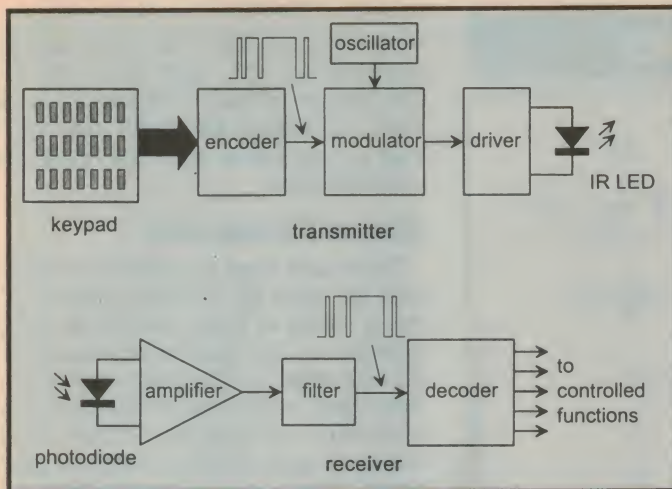 oscillator
encoder
modulator
driver
IR LED
keypad
transmitter
amplifier
filter
decoder
to
controlled
functions
photodiode
receiver